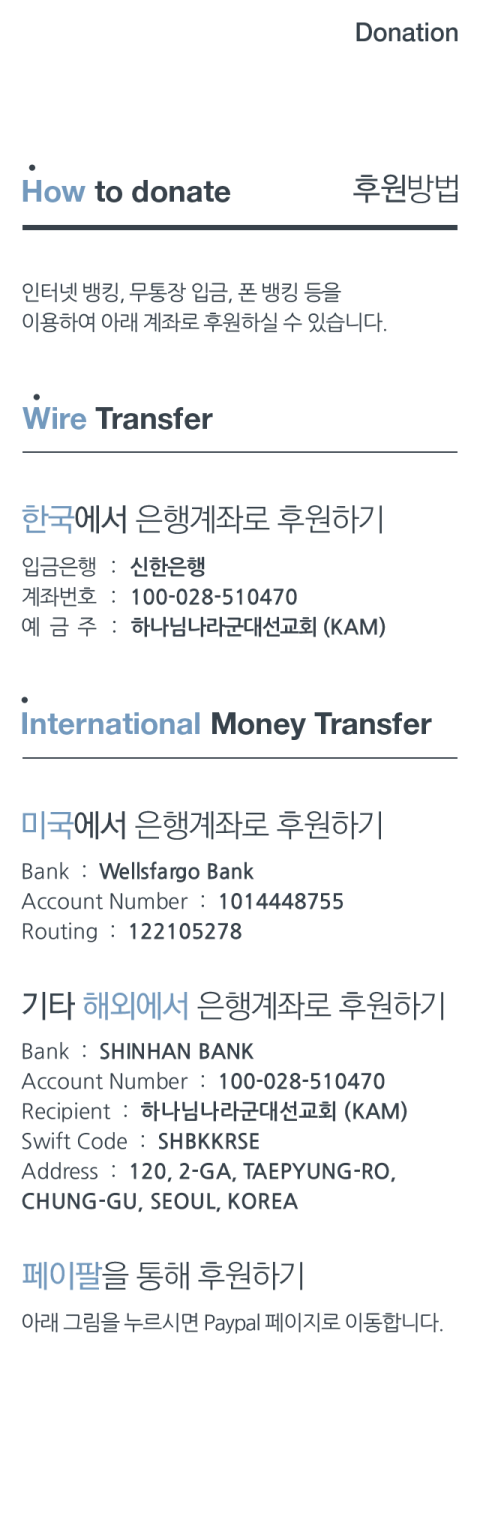 Donation
How to donate 후원방법
인터넷 뱅킹, 무통장 입금, 폰 뱅킹 등을
이용하여 아래 계좌로 후원하실 수 있습니다.
Wire Transfer
한국에서 은행계좌로 후원하기
입금은행 : 신한은행
계좌번호 : 100-028-510470
예 금 주 : 하나님나라군대선교회 (KAM)
International Money Transfer
미국에서 은행계좌로 후원하기
Bank : Wellsfargo Bank
Account Number : 1014448755
Routing : 122105278
기타 해외에서 은행계좌로 후원하기
Bank : SHINHAN BANK
Account Number : 100-028-510470
Recipient : 하나님나라군대선교회 (KAM)
Swift Code : SHBKKRSE
Address : 120, 2-GA, TAEPYUNG-RO,
CHUNG-GU, SEOUL, KOREA
페이팔을 통해 후원하기
아래 그림을 누르시면 Paypal 페이지로 이동합니다.